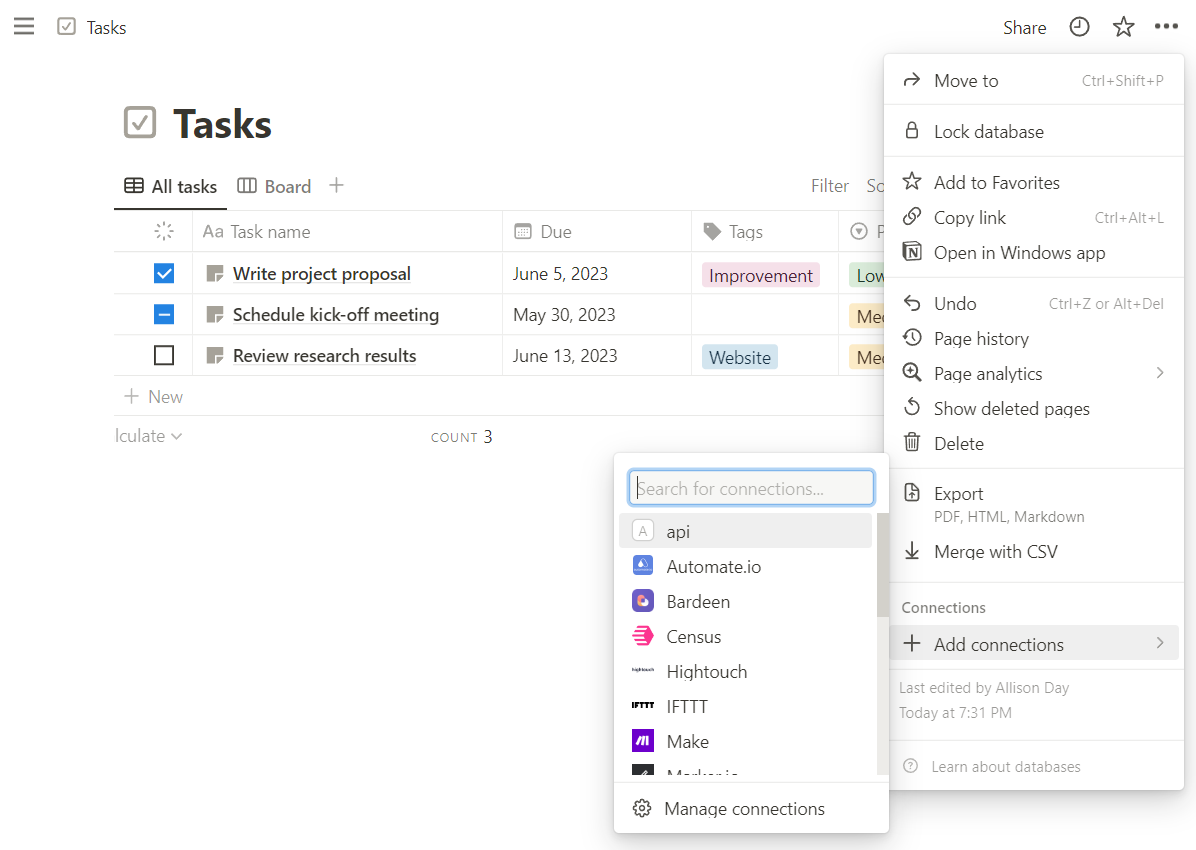 Tasks
Share
Tasks
All tasks
Board
Filter
Aa Task name
Due
Tags
Write project proposal
June 5, 2023
Improvement
Low
Schedule kick-off meeting
May 30, 2023
Review research results
June 13, 2023
Website
New
lculate
COUNT 3
Move to
Ctrl+Shift+P
Lock database
Add to Favorites
Copy link
Ctrl+Alt+L
Open in Windows app
Undo
Ctrl+Z or Alt+Del
Page history
Page analytics
Show deleted pages
Delete
Export
PDF, HTML, Markdown
Merge with CSV
Connections
Add connections
Last edited by Allison Day
Today at 7:31 PM
Learn about databases
Search for connections...
A api
Automate.io
Bardeen
Census
hightouch Hightouch
IFTTT IFTTT
Make
Manage connections